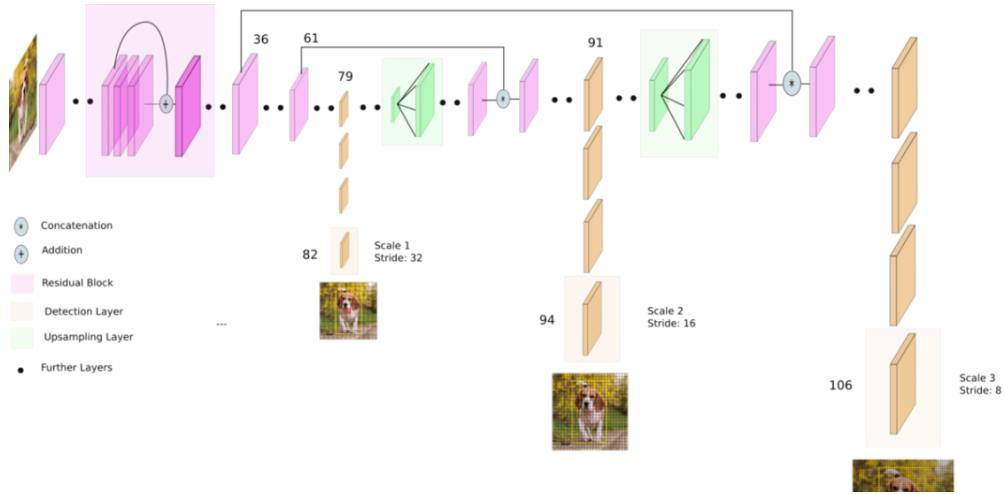 36
61
79
91
82
Scale 1
Stride: 32
94
Scale 2
Stride: 16
106
Scale 3
Stride: 8
*
Concatenation
+
Addition
Residual Block
Detection Layer
Upsampling Layer
Further Layers
...